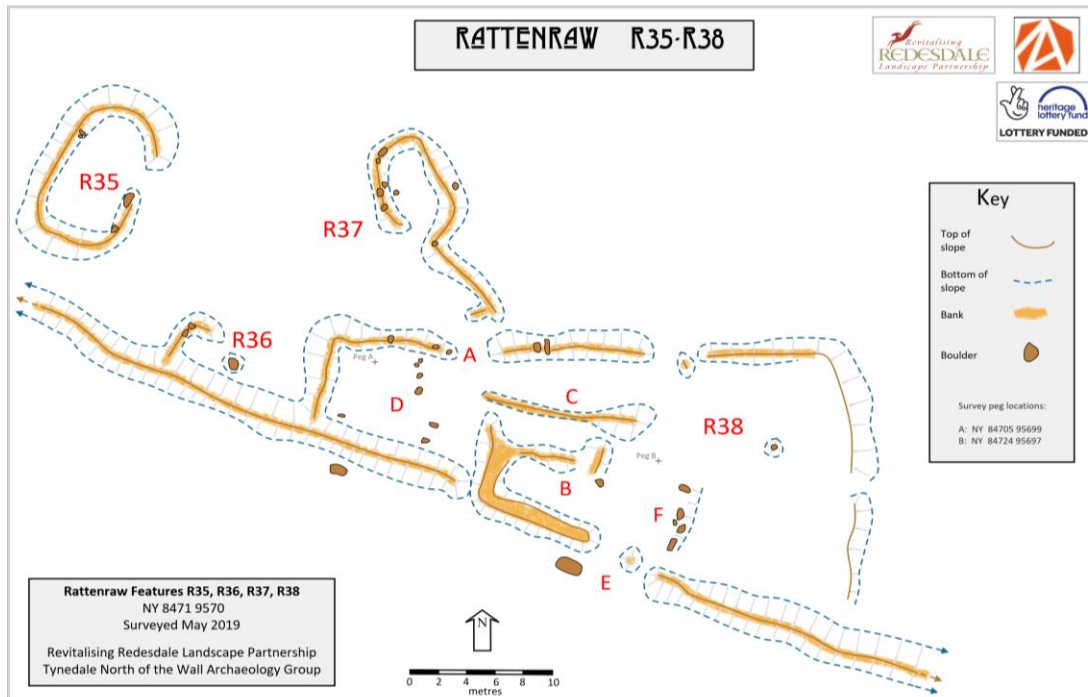 RATTENRAW R35-R38
Revitalising
REDESDALE
Landscape Partnership
heritage
lottery fund
LOTTERY FUNDED
R35
R37
R36
A
Peg A
D
C
R38
B
Peg B
F
E
Key
Top of
slope
Bottom of
slope
Bank
Boulder
Survey peg locations:
A: NY 84705 95699
B: NY 84724 95697
Rattenraw Features R35, R36, R37, R38
NY 8471 9570
Surveyed May 2019
Revitalising Redesdale Landscape Partnership
Tynedale North of the Wall Archaeology Group
N
0 2 4 6 8 10
metres